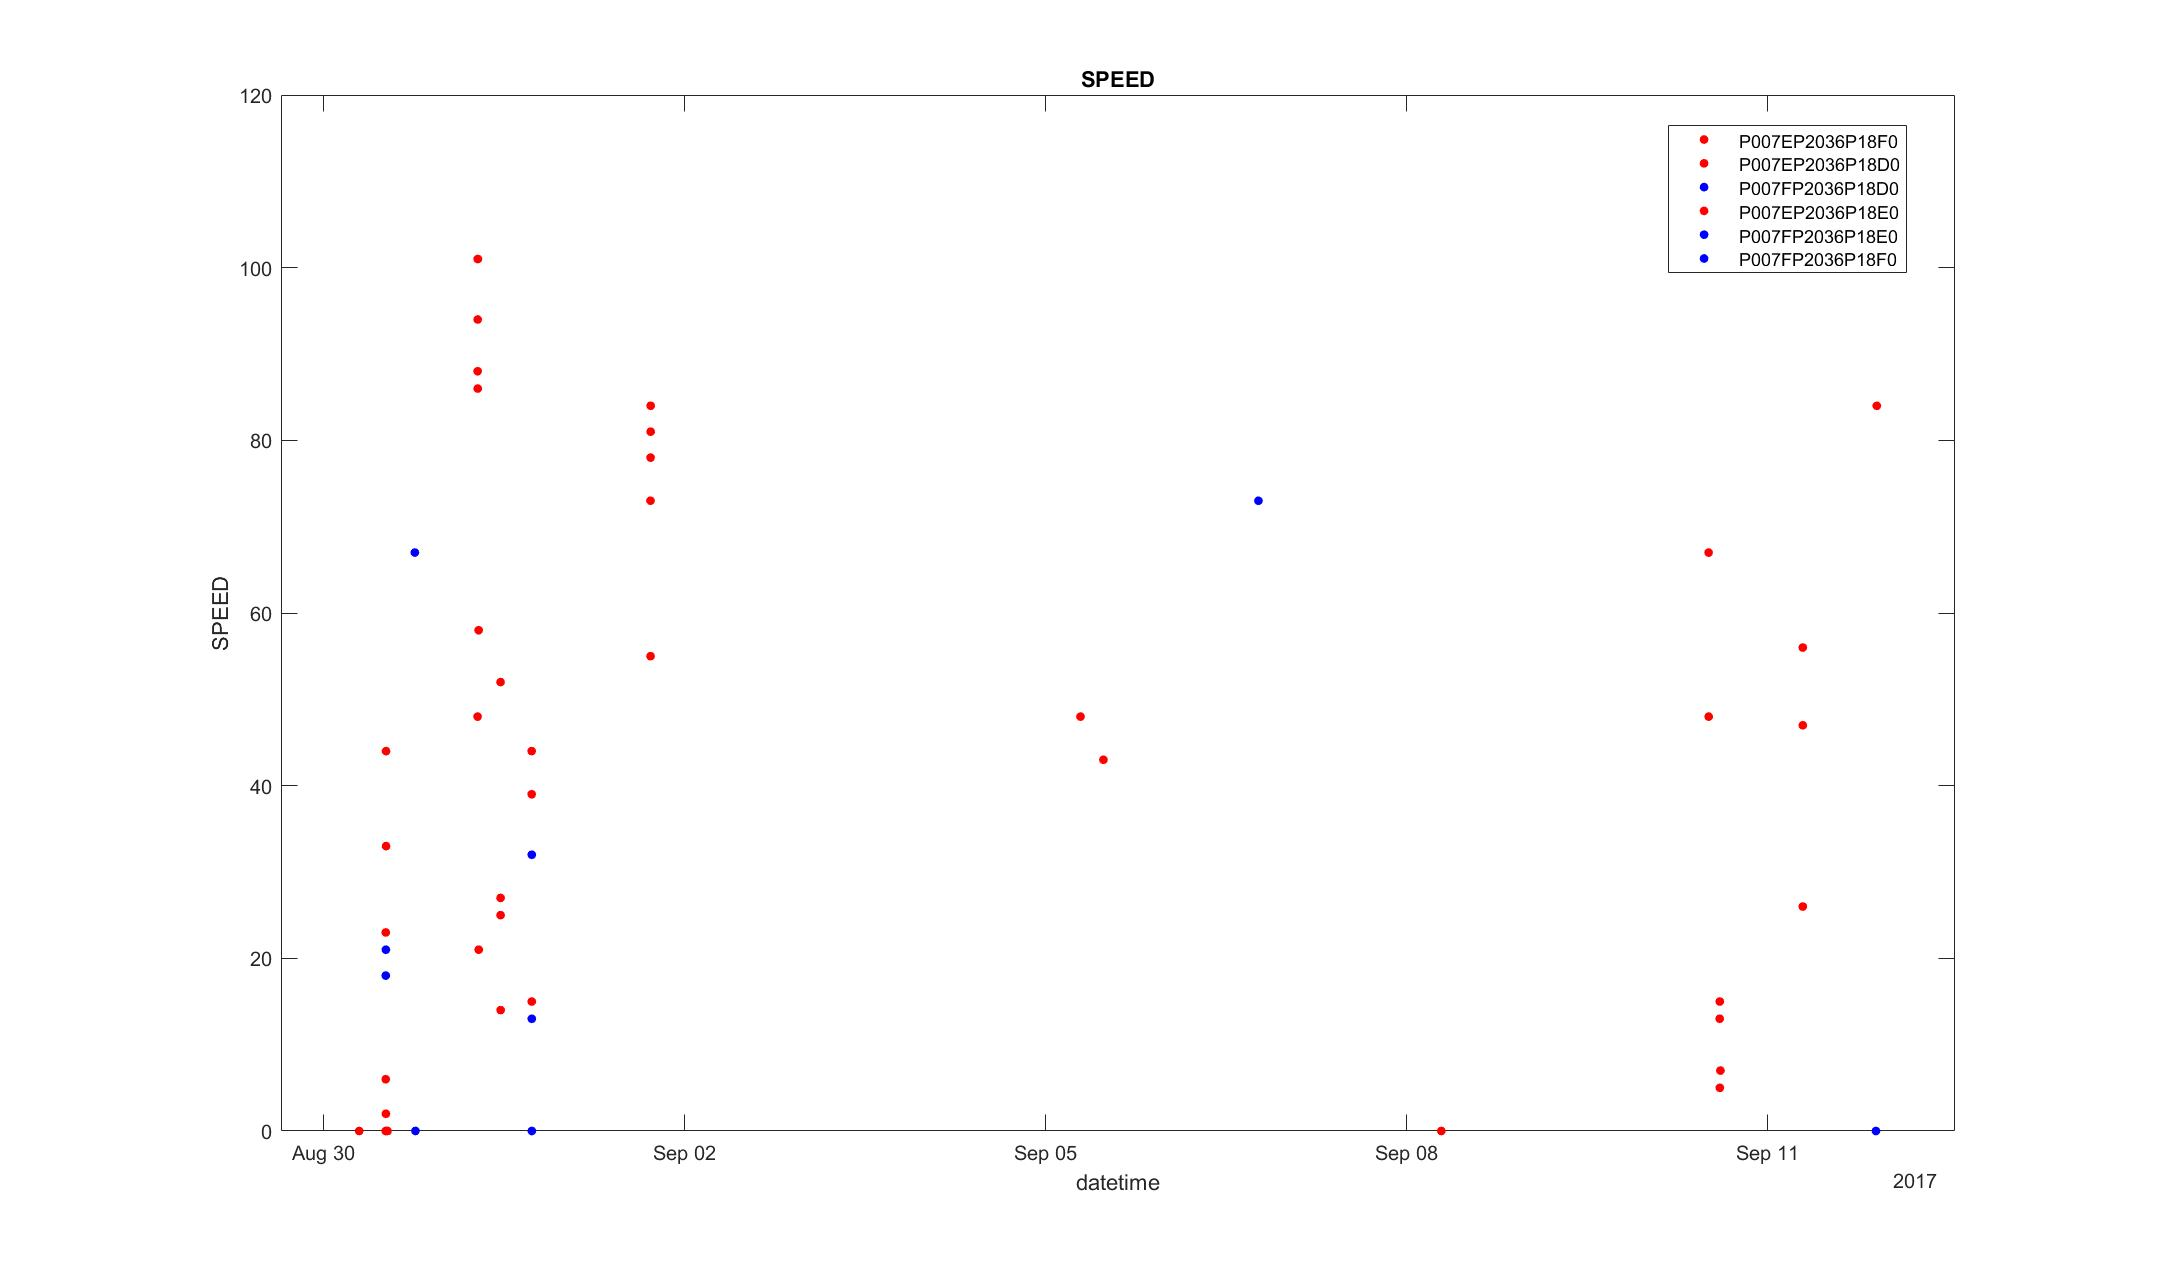 SPEED
120
100
80
60
40
20
0
SPEED
P007EP2036P18F0
P007EP2036P18D0
P007FP2036P18D0
P007EP2036P18E0
P007FP2036P18E0
P007FP2036P18F0
Aug 30 Sep 02 Sep 05 Sep 08 Sep 11
datetime
2017